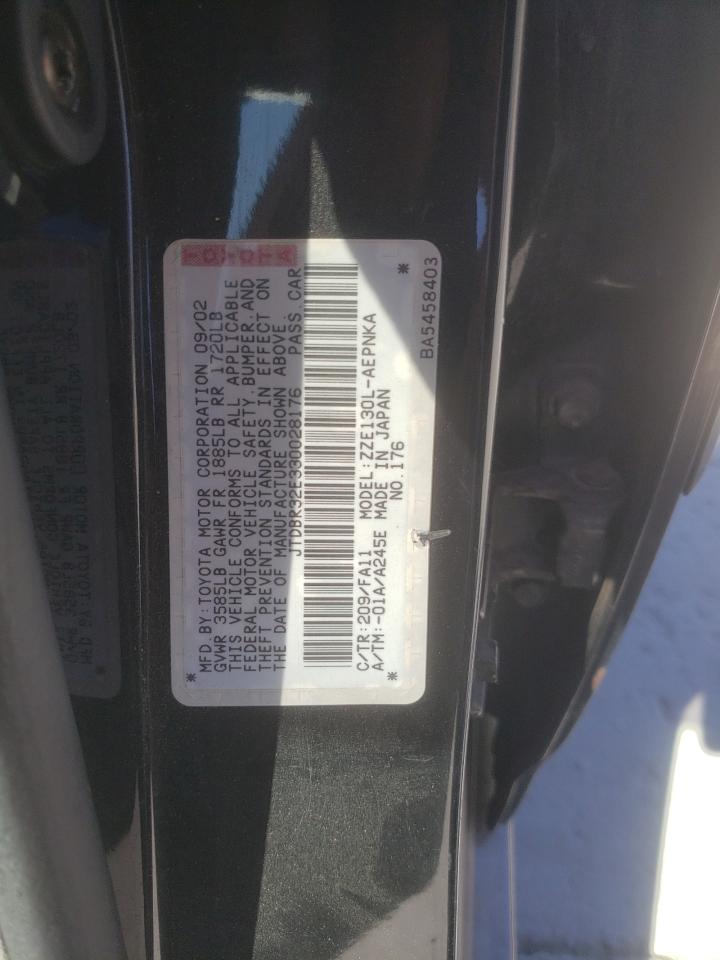 TOYOTA
*MFD.BY:TOYOTA MOTOR CORPORATION 09/02
GVWR 3585LB GAWR FR 1885LB RR 1720LB
THIS VEHICLE CONFORMS TO ALL APPLICABLE
FEDERAL MOTOR VEHICLE SAFETY,BUMPER,AND
THEFT PREVENTION STANDARDS IN EFFECT ON
THE DATE OF MANUFACTURE SHOWN ABOVE.
JTDBR32E330028176 PASS.CAR
C/TR:209/FA11 MODEL:ZZE130L-AEPNKA
A/TM:-01A/A245E MADE IN JAPAN
* NO.176 *
BA5458403